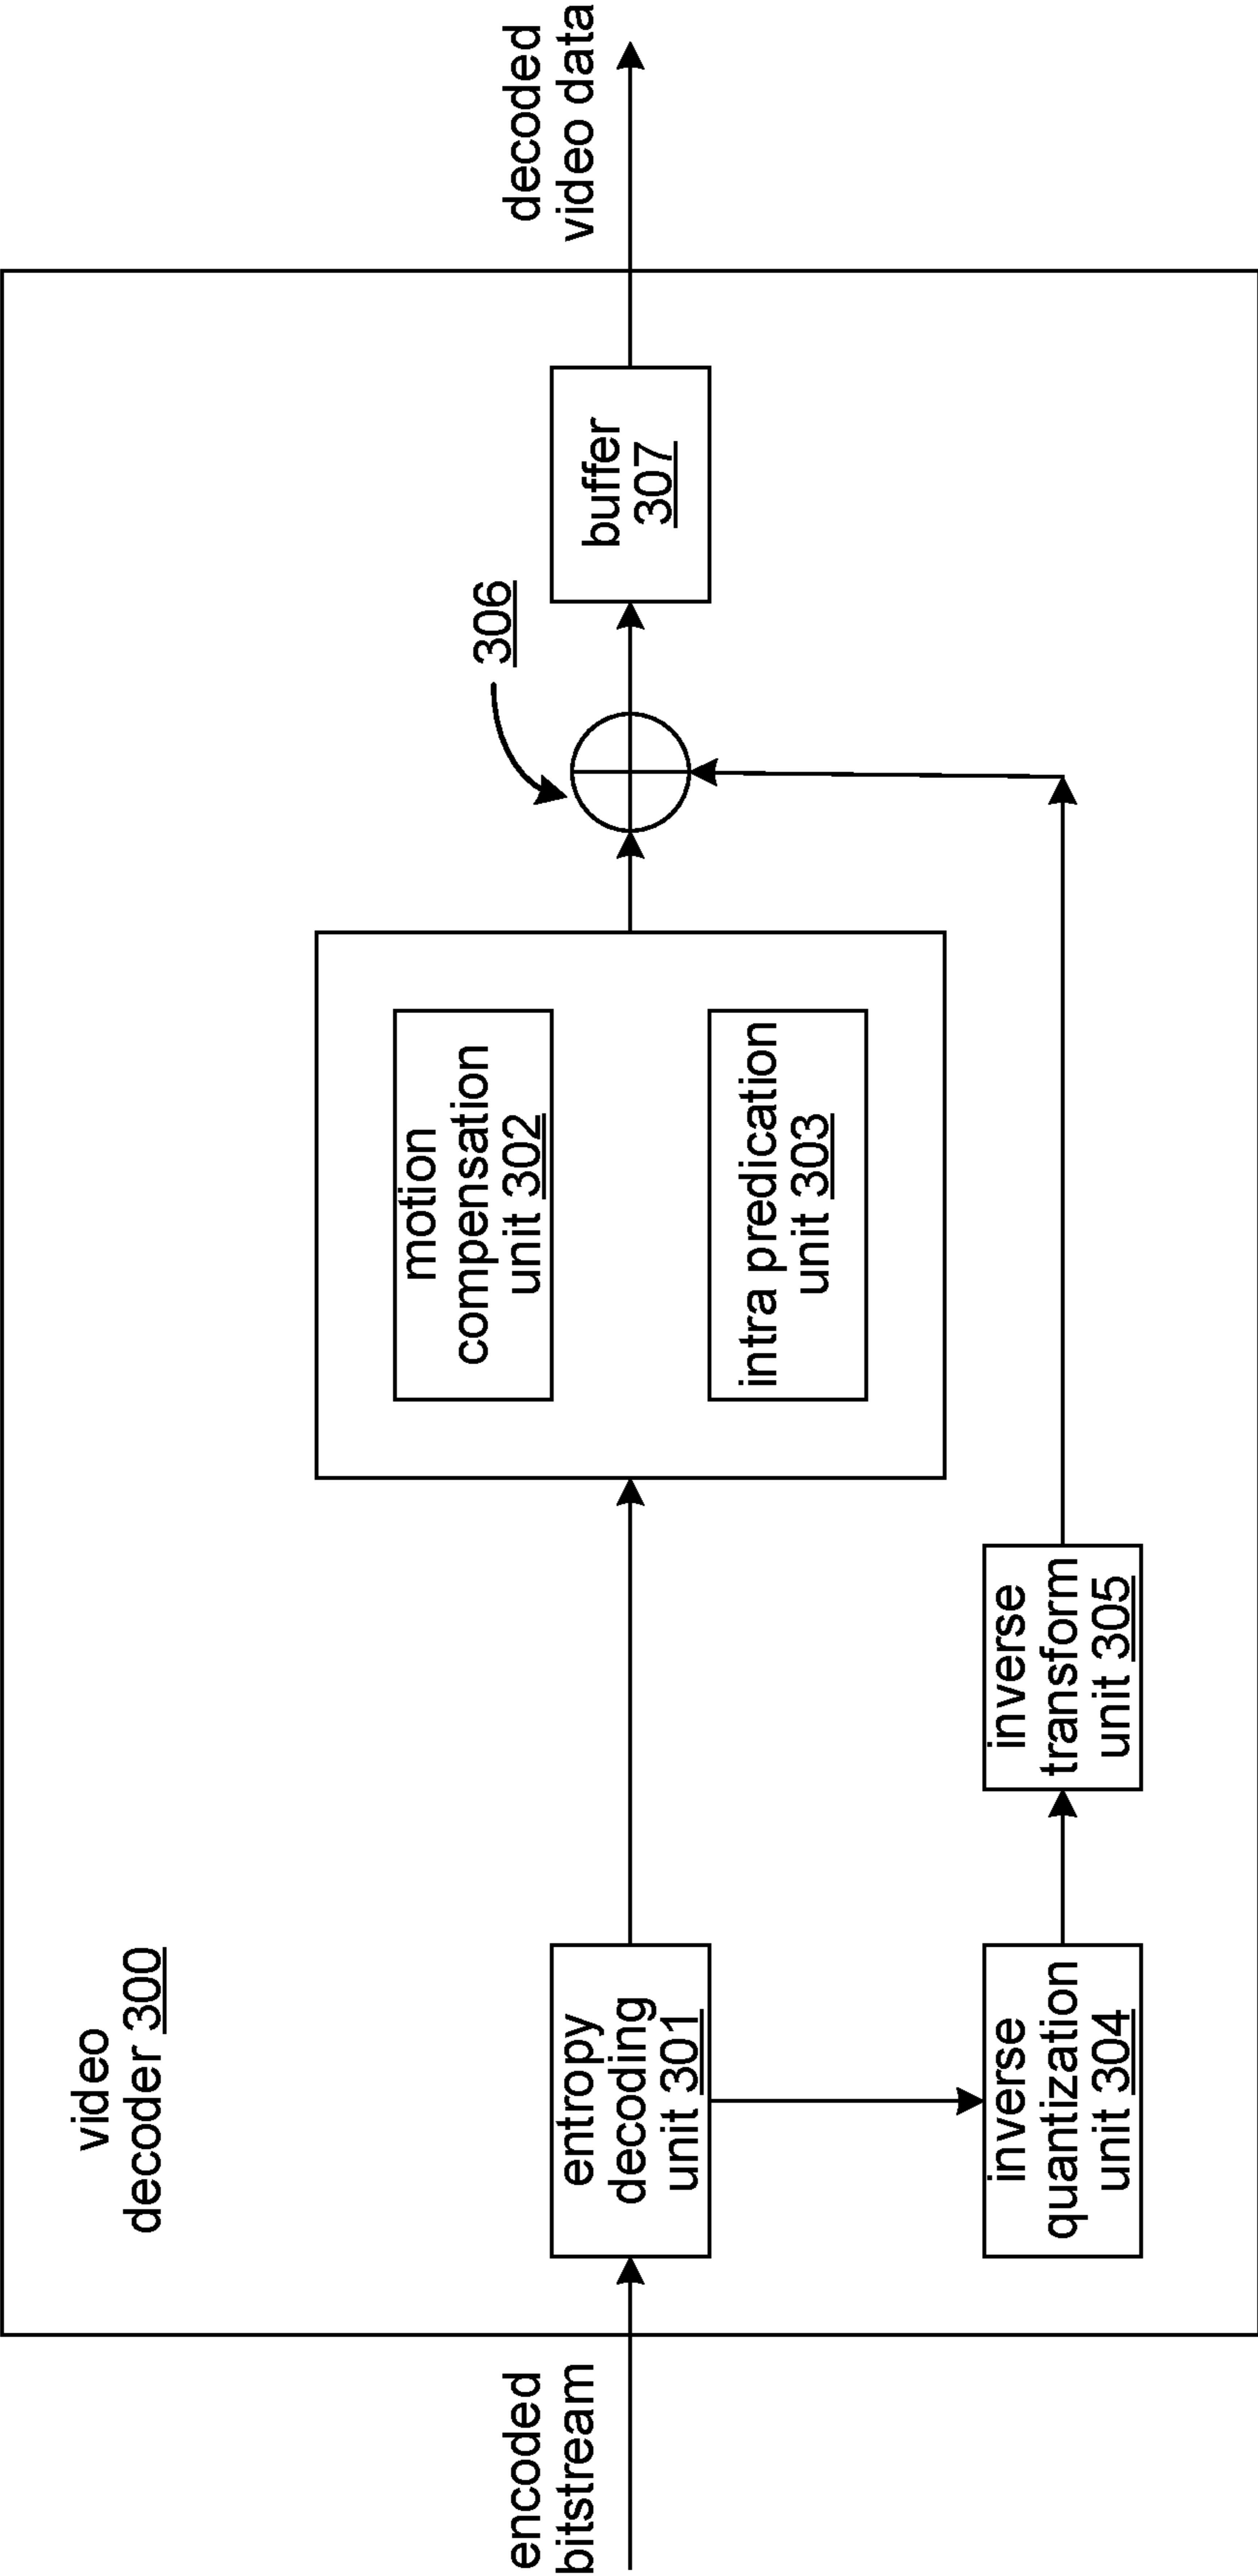 video
decoder 300
encoded
bitstream
entropy
decoding
unit 301
motion
compensation
unit 302
intra predication
unit 303
inverse
quantization
unit 304
inverse
transform
unit 305
306
buffer
307
decoded
video data